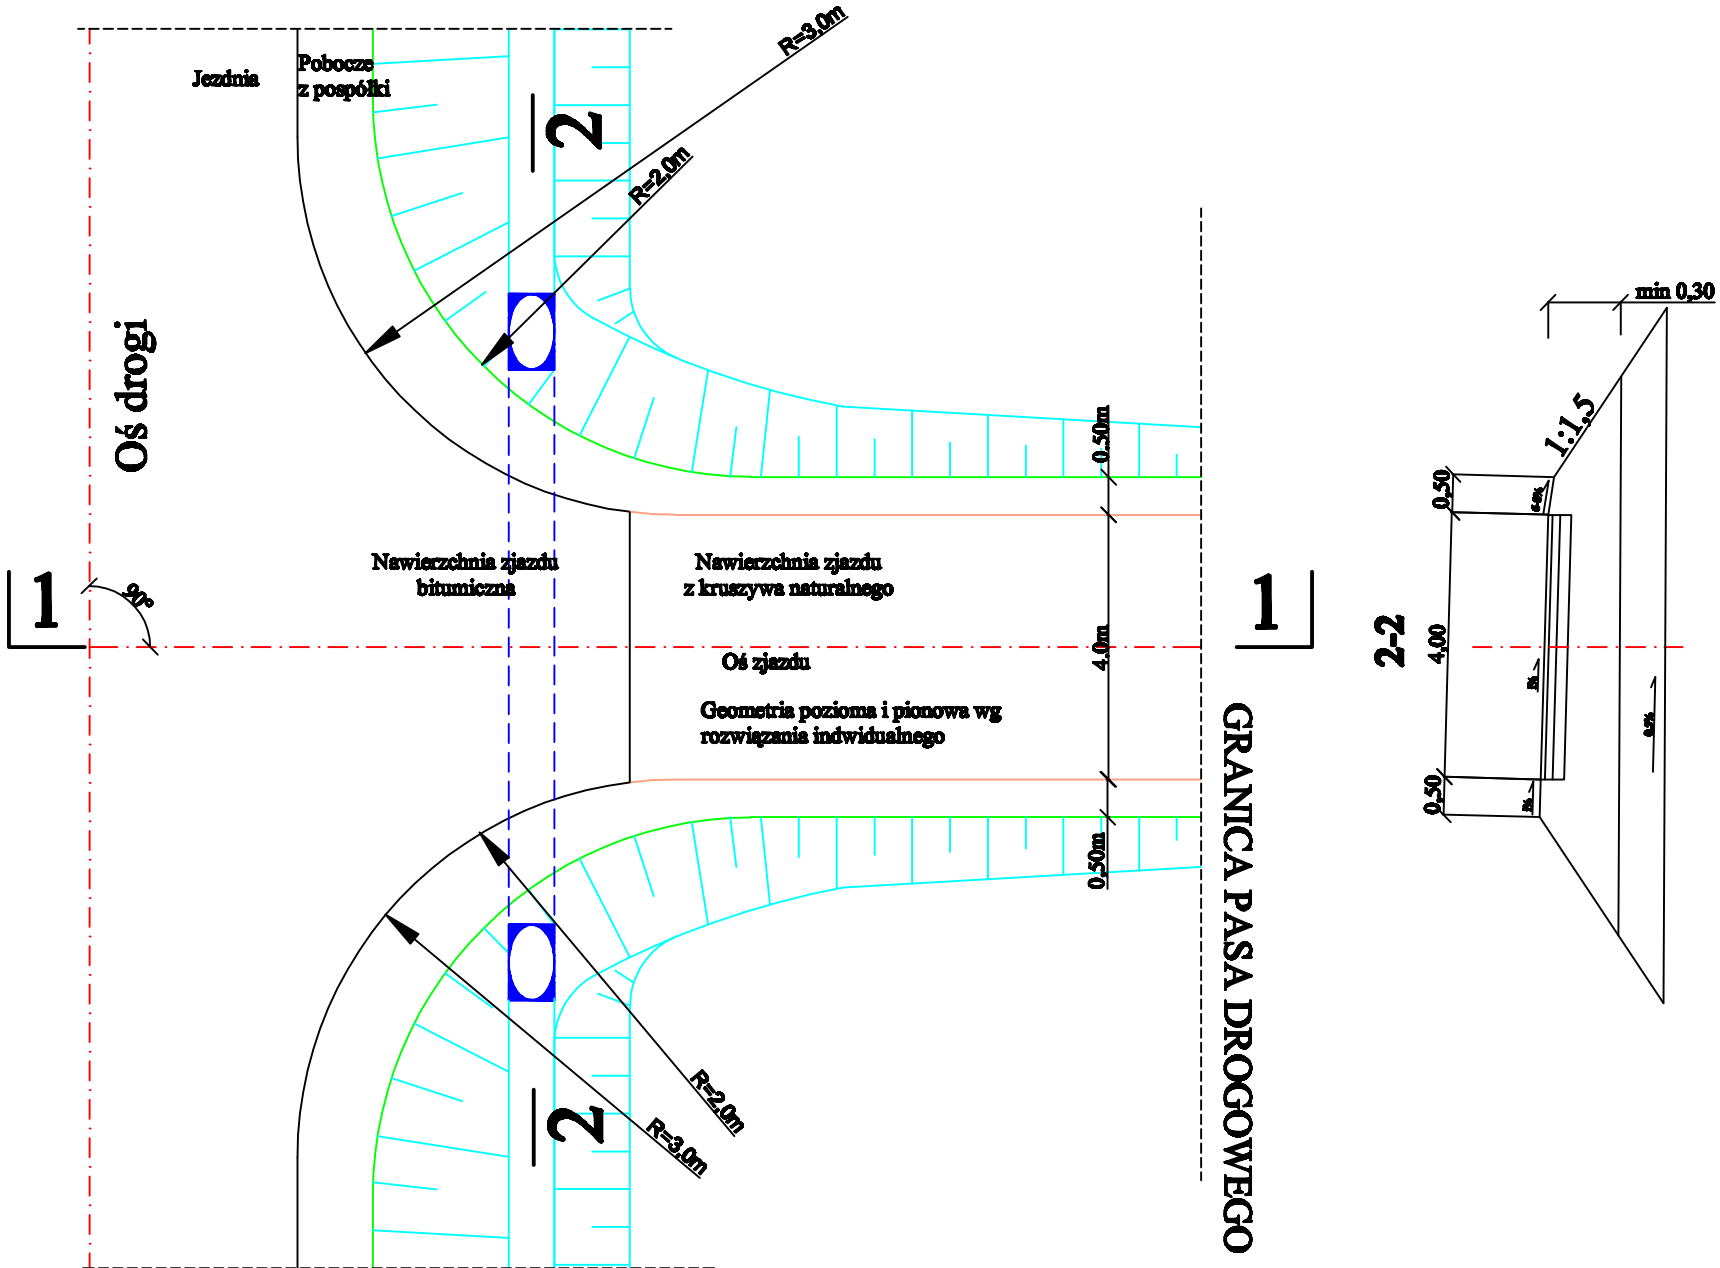 Jezdnia
Pobocze
z pospółki
R=3,0m
R=2,0m
2
Oś drogi
min 0,30
1:1,5
0,50m
0,50
6-8%
Nawierzchnia zjazdu
bitumiczna
Nawierzchnia zjazdu
z kruszywa naturalnego
1
90°
1
4,0m
Oś zjazdu
2-2
4,00
Geometria pozioma i pionowa wg
rozwiązania indwidualnego
GRANICA PASA DROGOWEGO
0,50
0,50m
2
R=2,0m
R=3,0m